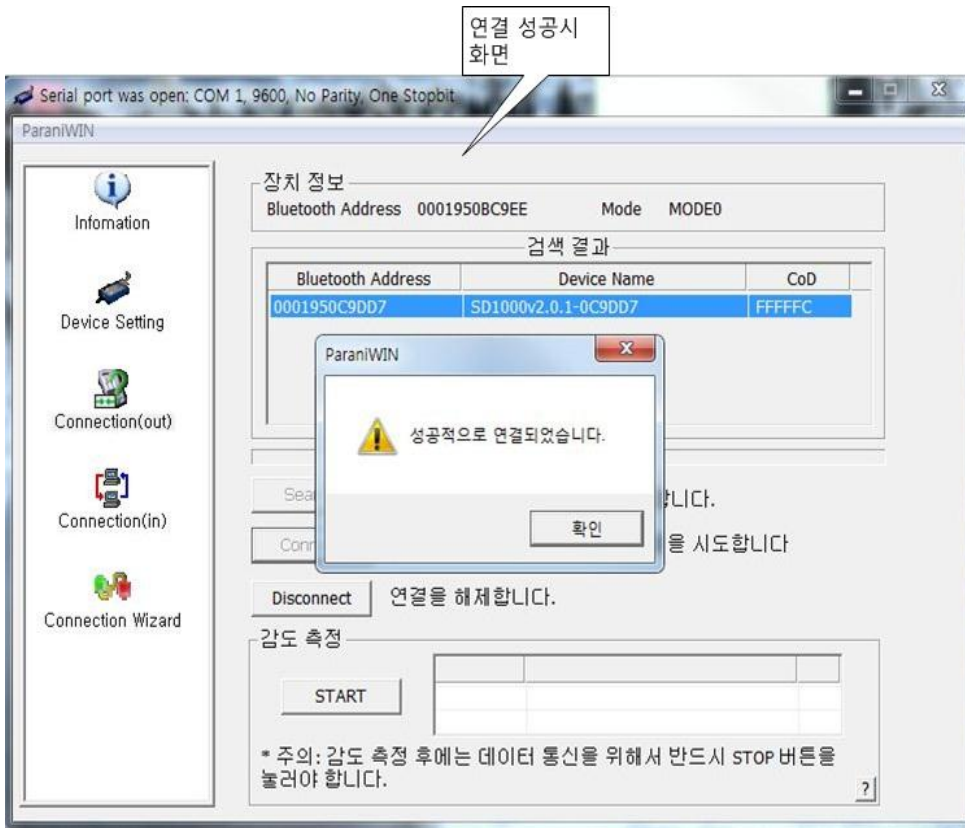 연결 성공시
화면
Serial port was open: COM 1, 9600, No Parity, One Stopbit
ParaniWIN
Infomation
Device Setting
Connection(out)
Connection(in)
Connection Wizard
장치 정보
Bluetooth Address 0001950BC9EE Mode MODE0
검색 결과
Bluetooth Address Device Name CoD
0001950C9DD7 SD1000v2.0.1-0C9DD7 FFFFFC
ParaniWIN
성공적으로 연결되었습니다.
확인
을 시도합니다
Disconnect 연결을 해제합니다.
감도 측정
START
* 주의: 감도 측정 후에는 데이터 통신을 위해서 반드시 STOP 버튼을
눌러야 합니다.
?